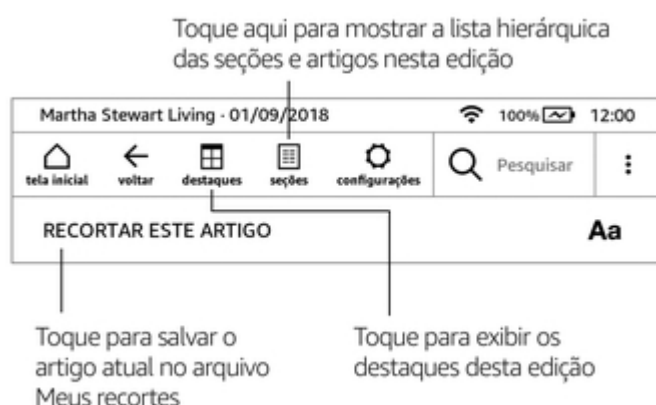 Toque aqui para mostrar a lista hierárquica
das seções e artigos nesta edição
Martha Stewart Living - 01/09/2018 100% 12:00
tela inicial voltar destaques seções configurações Pesquisar
RECORTAR ESTE ARTIGO Aa
Toque para salvar o
artigo atual no arquivo
Meus recortes
Toque para exibir os
destaques desta edição